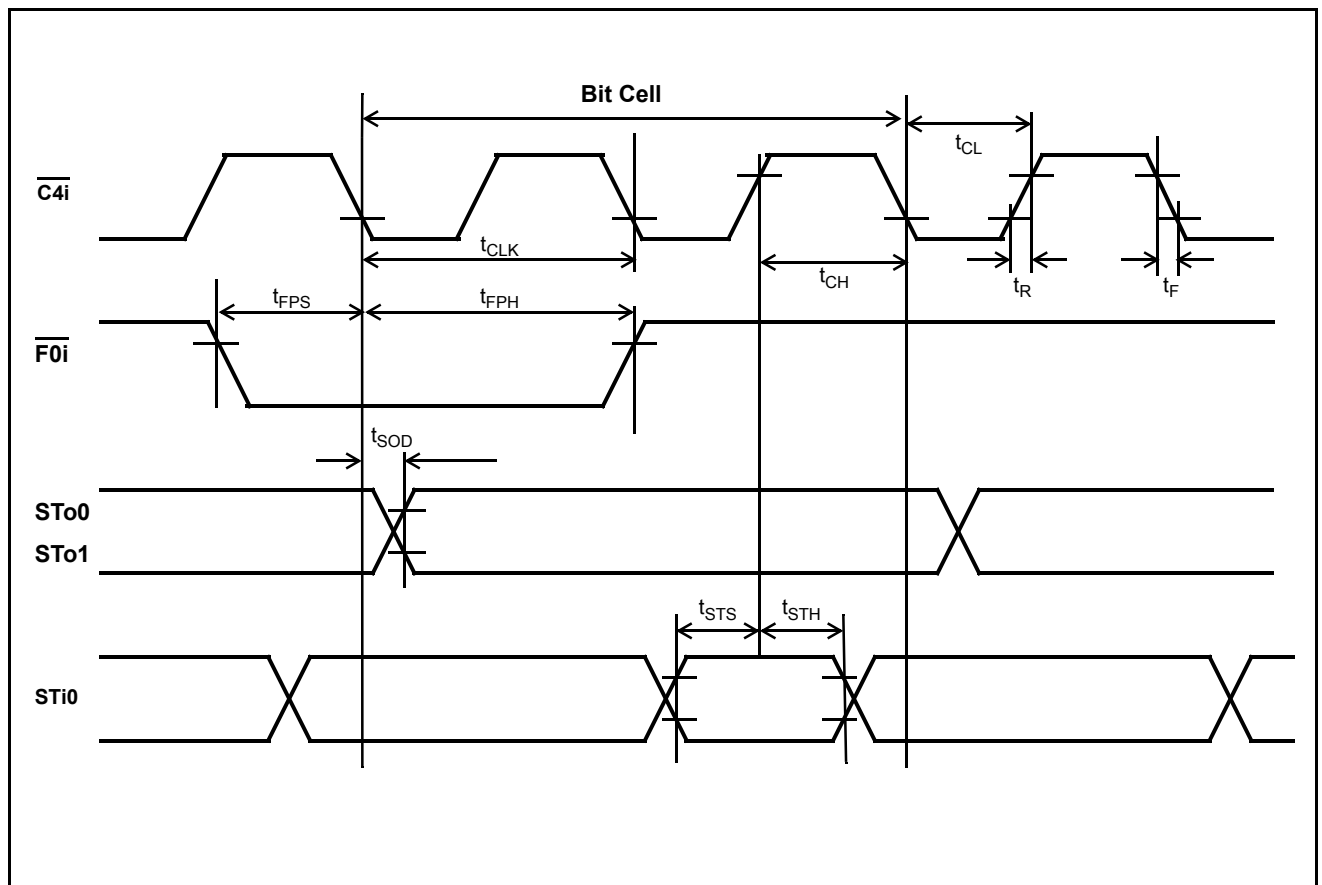 Bit Cell
tCL
C4i
tCLK
tCH
tR
tF
tFPS
tFPH
F0i
tSOD
STo0
STo1
tSTS
tSTH
STi0